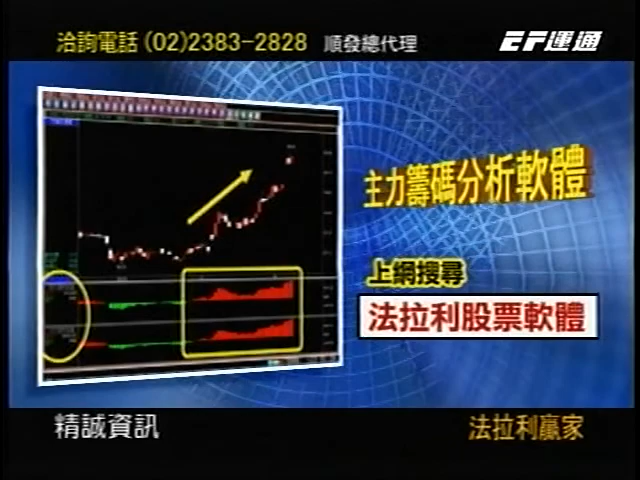 洽詢電話 (02)2383-2828 順發總代理
EF運通
主力籌碼分析軟體
上網搜尋
法拉利股票軟體
精誠資訊
法拉利贏家